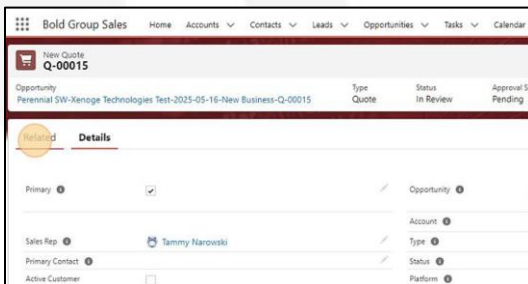 Bold Group Sales Home Accounts Contacts Leads Opportunities Tasks Calendar
New Quote
Q-00015
Opportunity Type Status Approval S
Perennial SW-Xenoge Technologies Test-2025-05-16-New Business-Q-00015 Quote In Review Pending
Related Details
Primary Opportunity
Account
Sales Rep Tammy Narowski Type
Primary Contact Status
Active Customer Platform